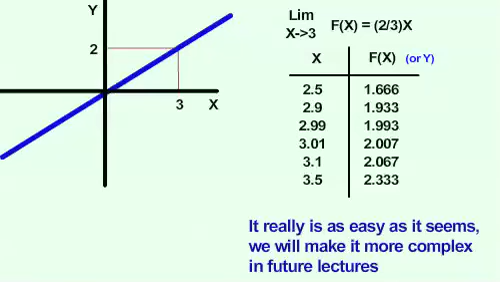 Y
2
3 X
Lim
X->3 F(X) = (2/3)X
X F(X) (or Y)
2.5 1.666
2.9 1.933
2.99 1.993
3.01 2.007
3.1 2.067
3.5 2.333
It really is as easy as it seems,
we will make it more complex
in future lectures